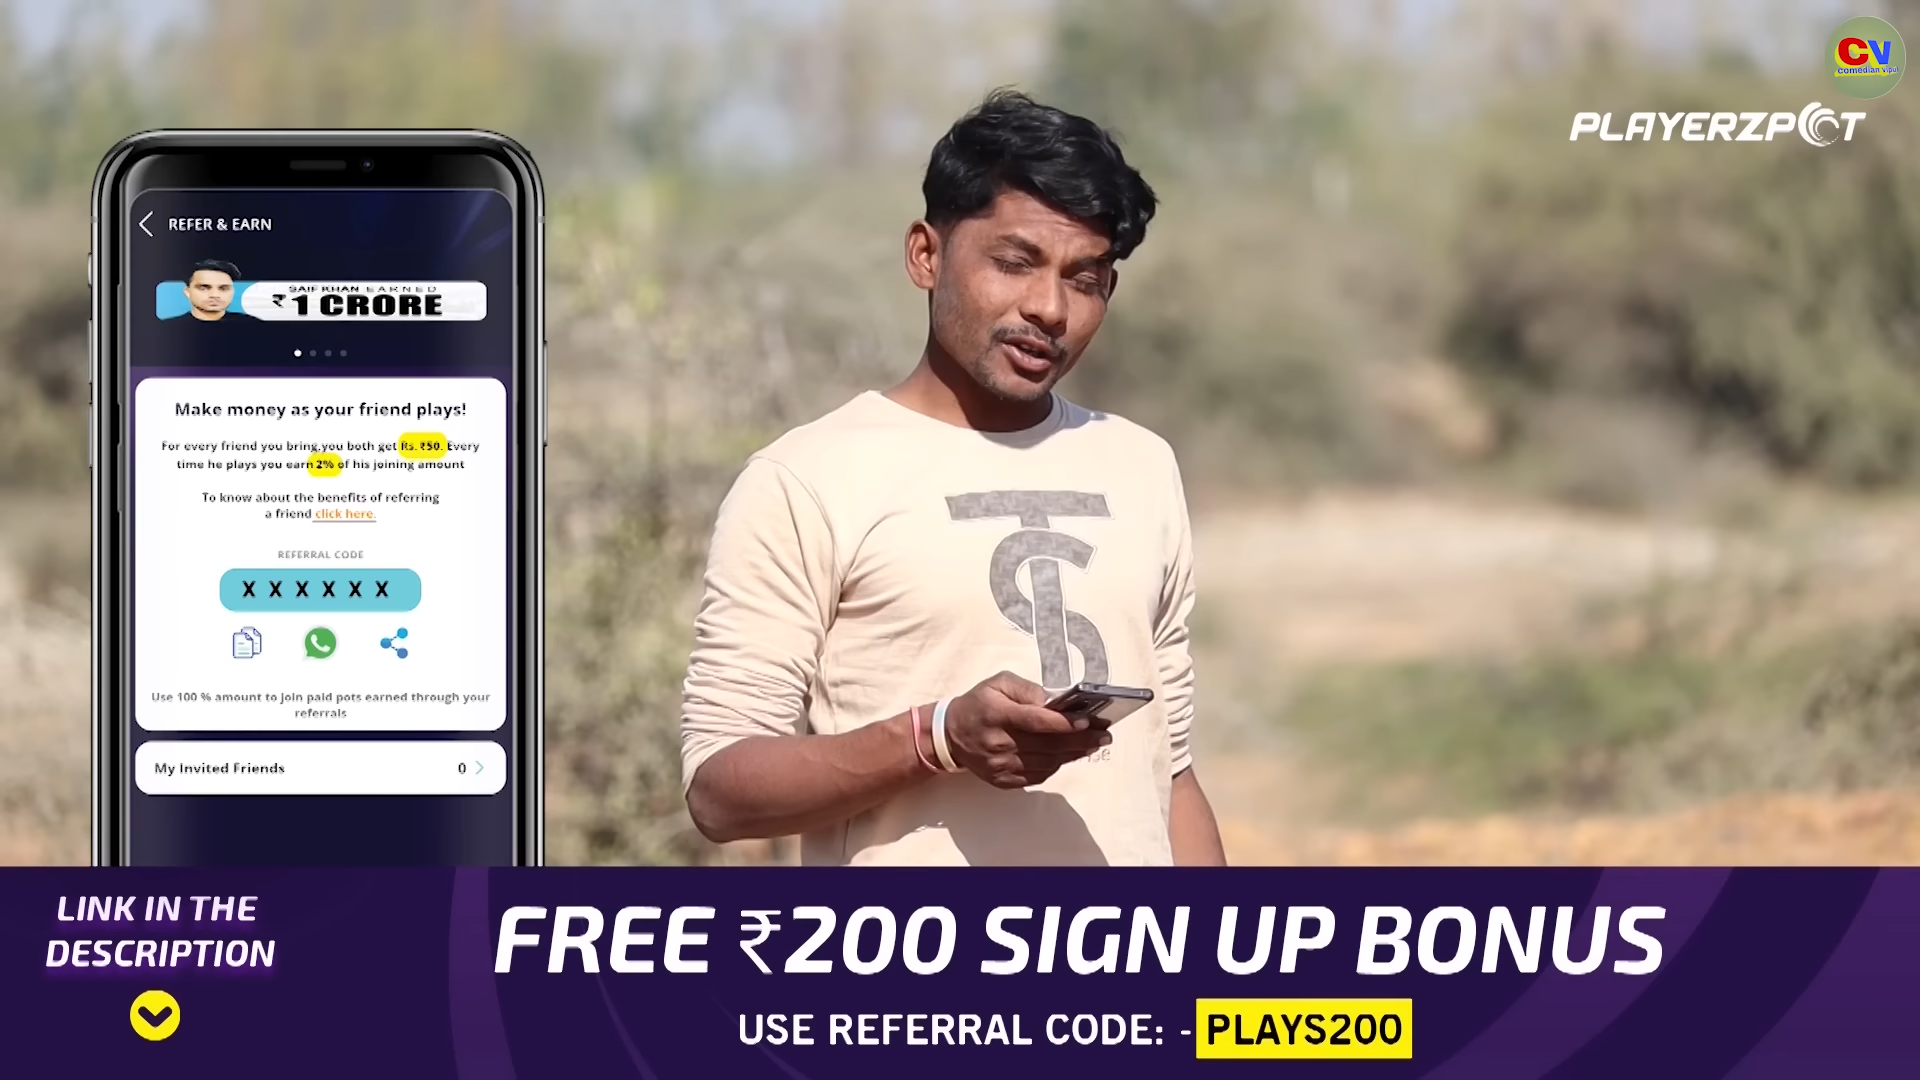 CV
comedian vipul
PLAYERZPOT
REFER & EARN
SAIF KHAN EARNED
₹1 CRORE
Make money as your friend plays!
For every friend you bring,you both get Rs. ₹50. Every
time he plays you earn 2% of his joining amount
To know about the benefits of referring
a friend click here.
REFERRAL CODE
X X X X X X
Use 100 % amount to join paid pots earned through your
referrals
My Invited Friends 0
TS
LINK IN THE
DESCRIPTION
FREE ₹200 SIGN UP BONUS
USE REFERRAL CODE: - PLAYS200